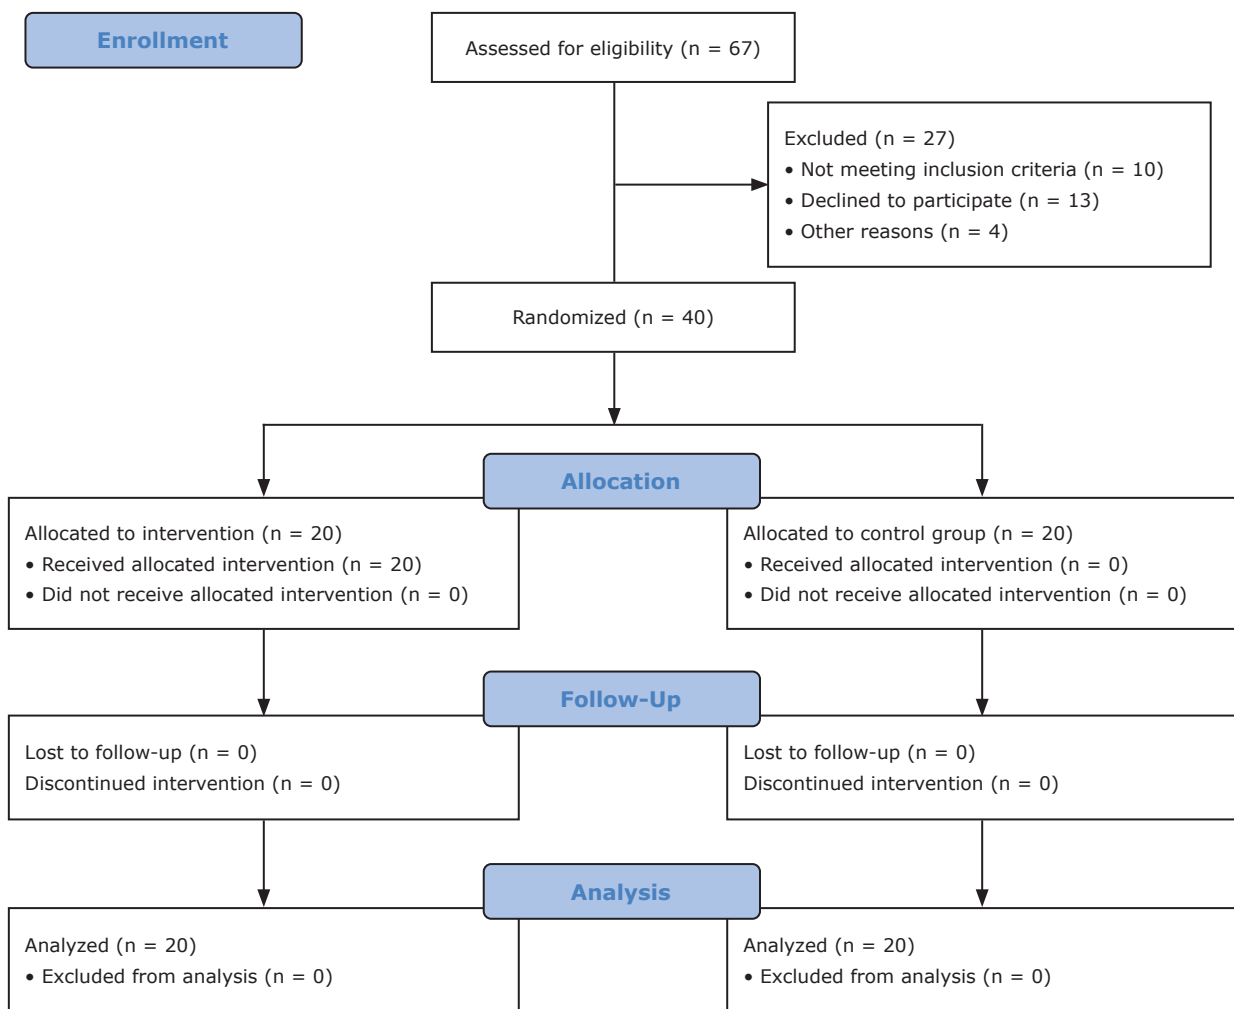 Enrollment
Assessed for eligibility (n = 67)
Excluded (n = 27)
• Not meeting inclusion criteria (n = 10)
• Declined to participate (n = 13)
• Other reasons (n = 4)
Randomized (n = 40)
Allocation
Allocated to intervention (n = 20)
• Received allocated intervention (n = 20)
• Did not receive allocated intervention (n = 0)
Allocated to control group (n = 20)
• Received allocated intervention (n = 0)
• Did not receive allocated intervention (n = 0)
Follow-Up
Lost to follow-up (n = 0)
Discontinued intervention (n = 0)
Lost to follow-up (n = 0)
Discontinued intervention (n = 0)
Analysis
Analyzed (n = 20)
• Excluded from analysis (n = 0)
Analyzed (n = 20)
• Excluded from analysis (n = 0)